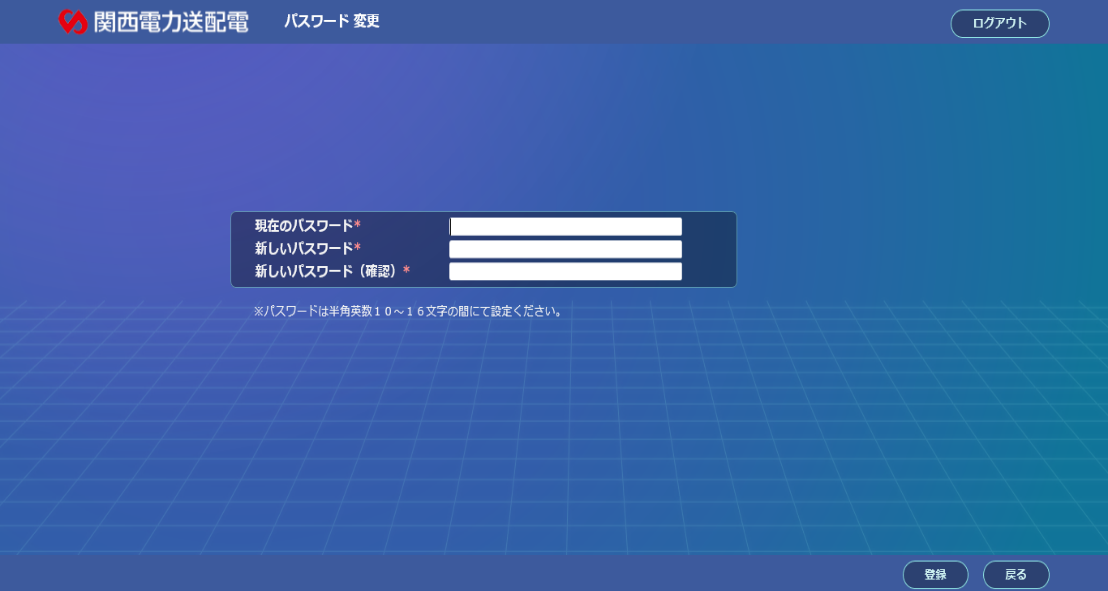 関西電力送配電 パスワード 変更 ログアウト
現在のパスワード*
新しいパスワード*
新しいパスワード（確認）*
※パスワードは半角英数１０～１６文字の間にて設定ください。
登録 戻る